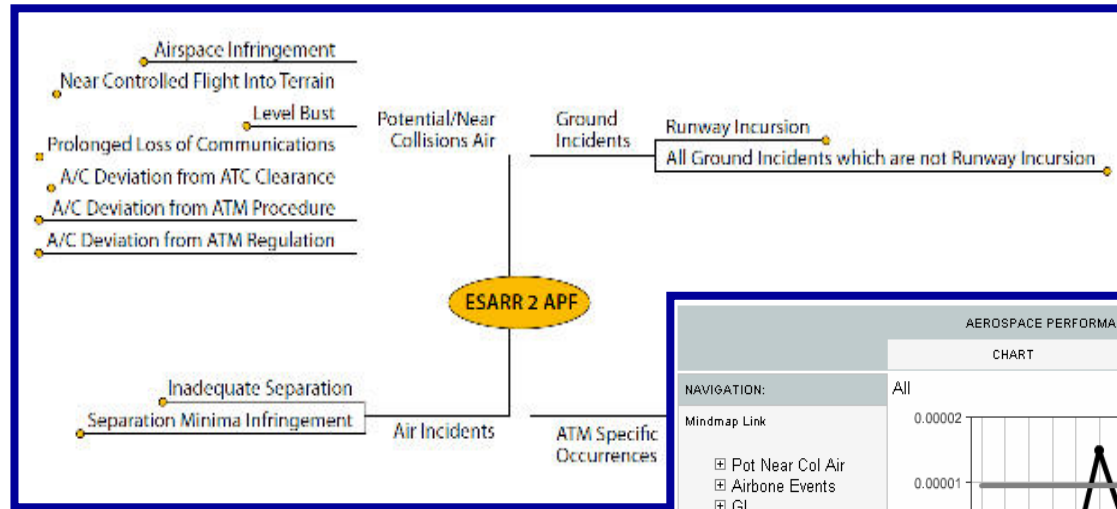 Airspace Infringement
Near Controlled Flight Into Terrain
Level Bust
Prolonged Loss of Communications
A/C Deviation from ATC Clearance
A/C Deviation from ATM Procedure
A/C Deviation from ATM Regulation
Potential/Near
Collisions Air
Ground
Incidents
Runway Incursion
All Ground Incidents which are not Runway Incursion
ESARR 2 APF
Inadequate Separation
Separation Minima Infringement
Air Incidents
ATM Specific
Occurrences
AEROSPACE PERFORMA
CHART
NAVIGATION:
All
Mindmap Link
0.00002
Pot Near Col Air
Airbone Events
0.00001
GI